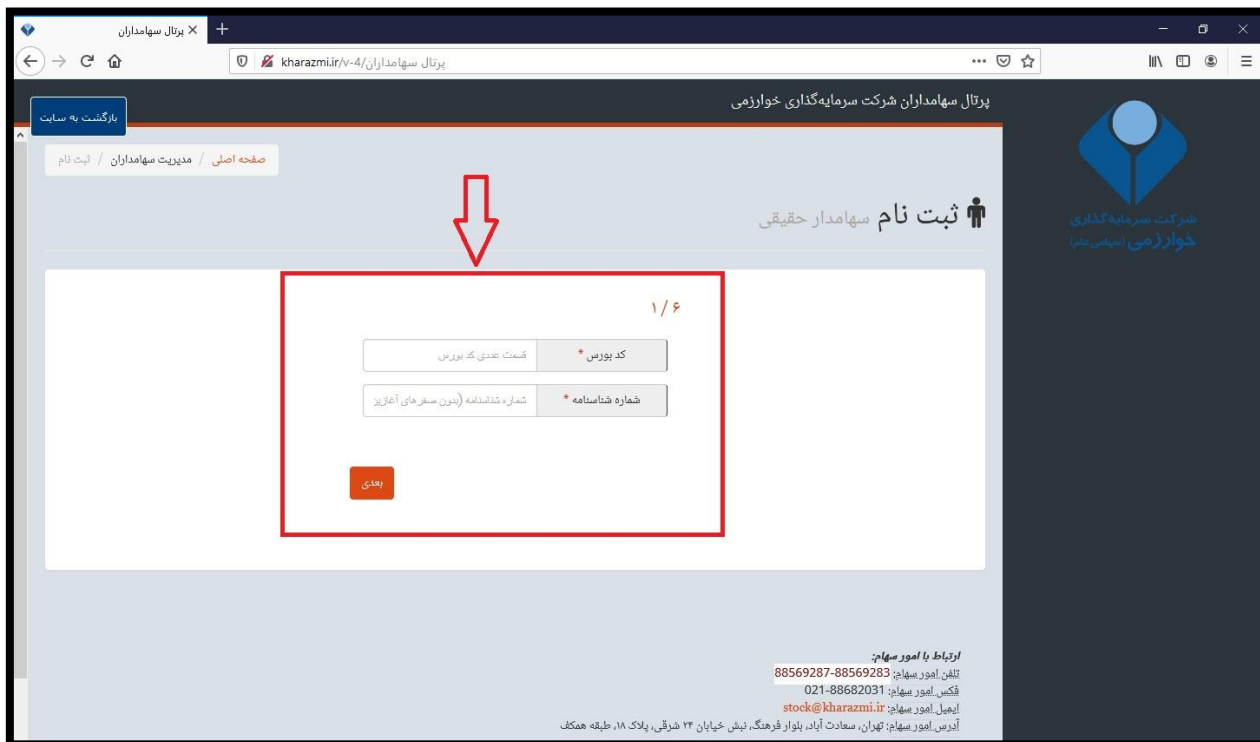 پرتال سهامداران
kharazmi.ir/v-4/پرتال سهامداران
پرتال سهامداران شرکت سرمایه‌گذاری خوارزمی
بازگشت به سایت
صفحه اصلی / مدیریت سهامداران / ثبت نام
شرکت سرمایه‌گذاری
خوارزمی (سهامی عام)
ثبت نام سهامدار حقیقی
۱ / ۶
کد بورس *
قسمت عددی کد بورس
شماره شناسنامه *
شماره شناسنامه (بدون صفر های آغازین
بعدی
ارتباط با امور سهام:
تلفن امور سهام: 88569287-88569283
فکس امور سهام: 021-88682031
ایمیل امور سهام: stock@kharazmi.ir
آدرس امور سهام: تهران، سعادت آباد، بلوار فرهنگ، نبش خیابان ۲۴ شرقی، پلاک ۱۸، طبقه همکف